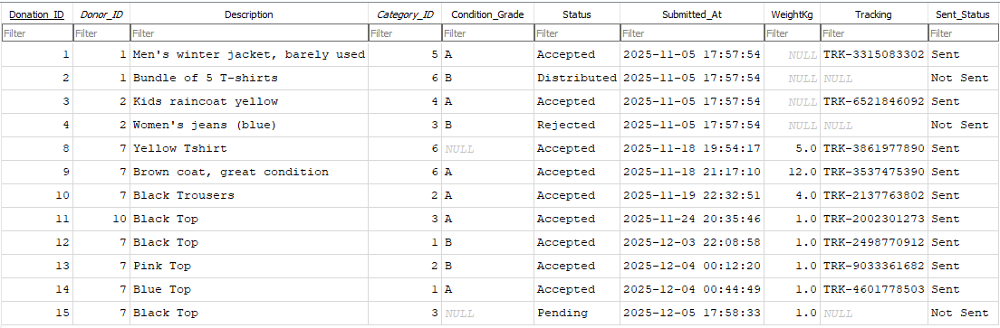 Donation_ID Donor_ID Description Category_ID Condition_Grade Status Submitted_At WeightKg Tracking Sent_Status
Filter Filter Filter Filter Filter Filter Filter Filter Filter Filter
1 1 Men's winter jacket, barely used 5 A Accepted 2025-11-05 17:57:54 NULL TRK-3315083302 Sent
2 1 Bundle of 5 T-shirts 6 B Distributed 2025-11-05 17:57:54 NULL NULL Not Sent
3 2 Kids raincoat yellow 4 A Accepted 2025-11-05 17:57:54 NULL TRK-6521846092 Sent
4 2 Women's jeans (blue) 3 B Rejected 2025-11-05 17:57:54 NULL NULL Not Sent
8 7 Yellow Tshirt 6 NULL Accepted 2025-11-18 19:54:17 5.0 TRK-3861977890 Sent
9 7 Brown coat, great condition 6 A Accepted 2025-11-18 21:17:10 12.0 TRK-3537475390 Sent
10 7 Black Trousers 2 A Accepted 2025-11-19 22:32:51 4.0 TRK-2137763802 Sent
11 10 Black Top 3 A Accepted 2025-11-24 20:35:46 1.0 TRK-2002301273 Sent
12 7 Black Top 1 B Accepted 2025-12-03 22:08:58 1.0 TRK-2498770912 Sent
13 7 Pink Top 2 B Accepted 2025-12-04 00:12:20 1.0 TRK-9033361682 Sent
14 7 Blue Top 1 A Accepted 2025-12-04 00:44:49 1.0 TRK-4601778503 Sent
15 7 Black Top 3 NULL Pending 2025-12-05 17:58:33 1.0 NULL Not Sent